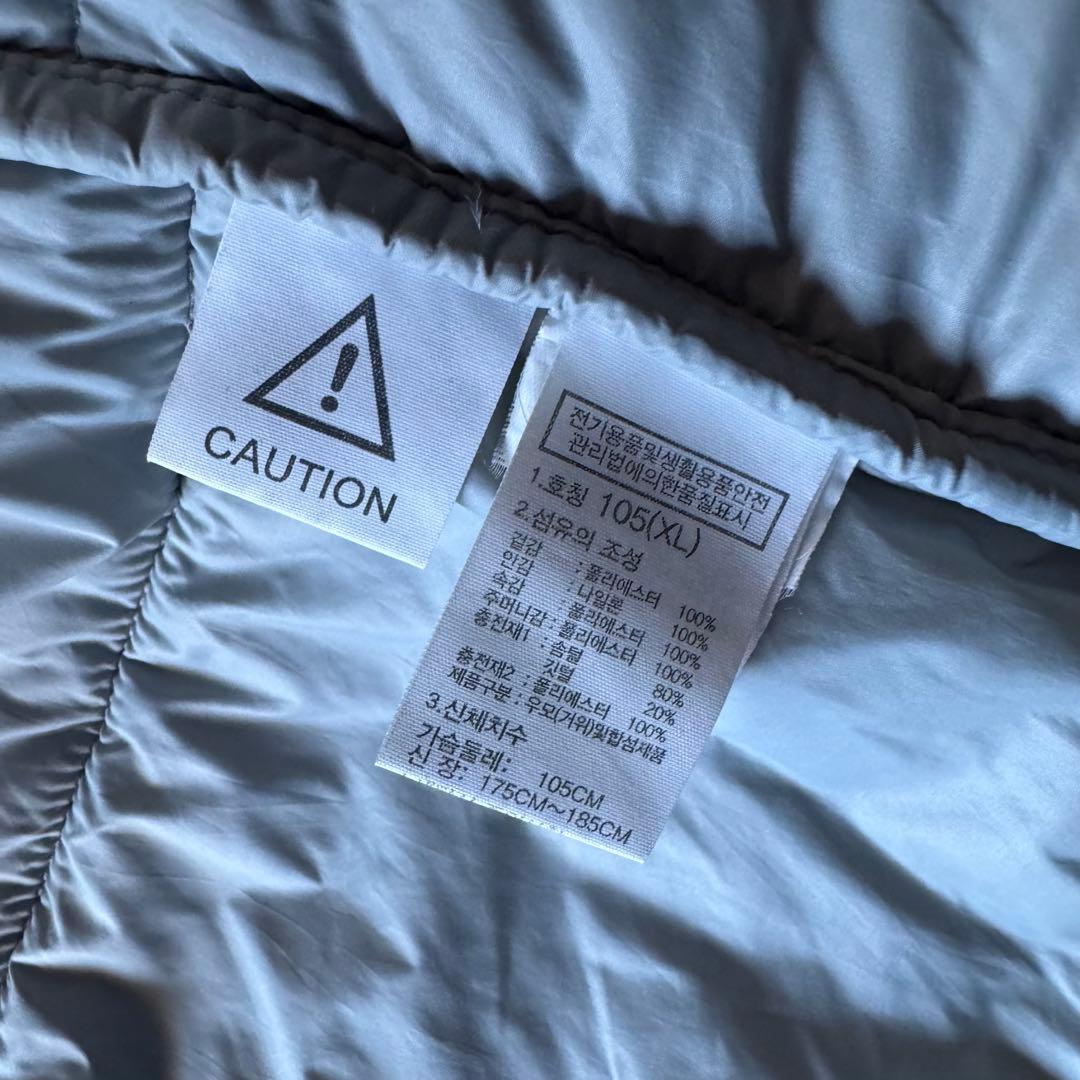 CAUTION
전기용품및생활용품안전
관리법에의한품질표시
1.호칭 105(XL)
2.섬유의 조성
겉감 : 폴리에스터 100%
안감 : 나일론 100%
속감 : 폴리에스터 100%
주머니감 : 폴리에스터 100%
충전재1 : 솜털 80%
깃털 20%
충전재2 : 폴리에스터 100%
제품구분 : 우모(거위)및합섬제품
3.신체치수
가슴둘레: 105CM
신 장: 175CM~185CM